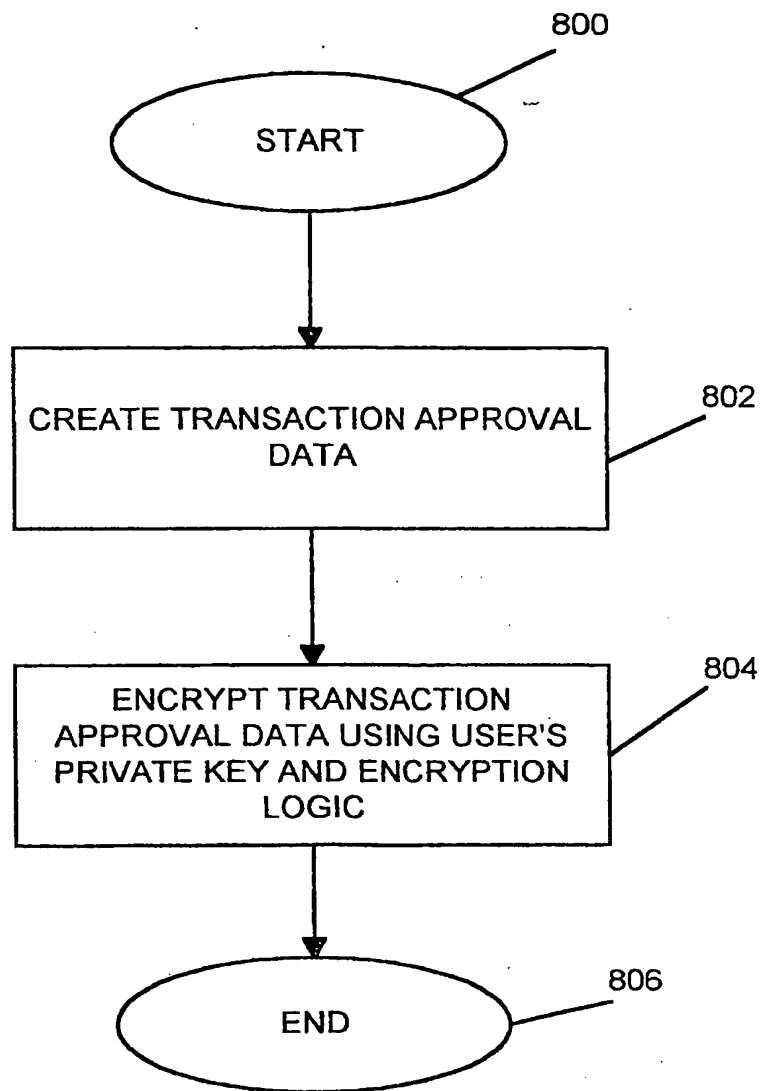 800
START
CREATE TRANSACTION APPROVAL
DATA
802
ENCRYPT TRANSACTION
APPROVAL DATA USING USER'S
PRIVATE KEY AND ENCRYPTION
LOGIC
804
END
806